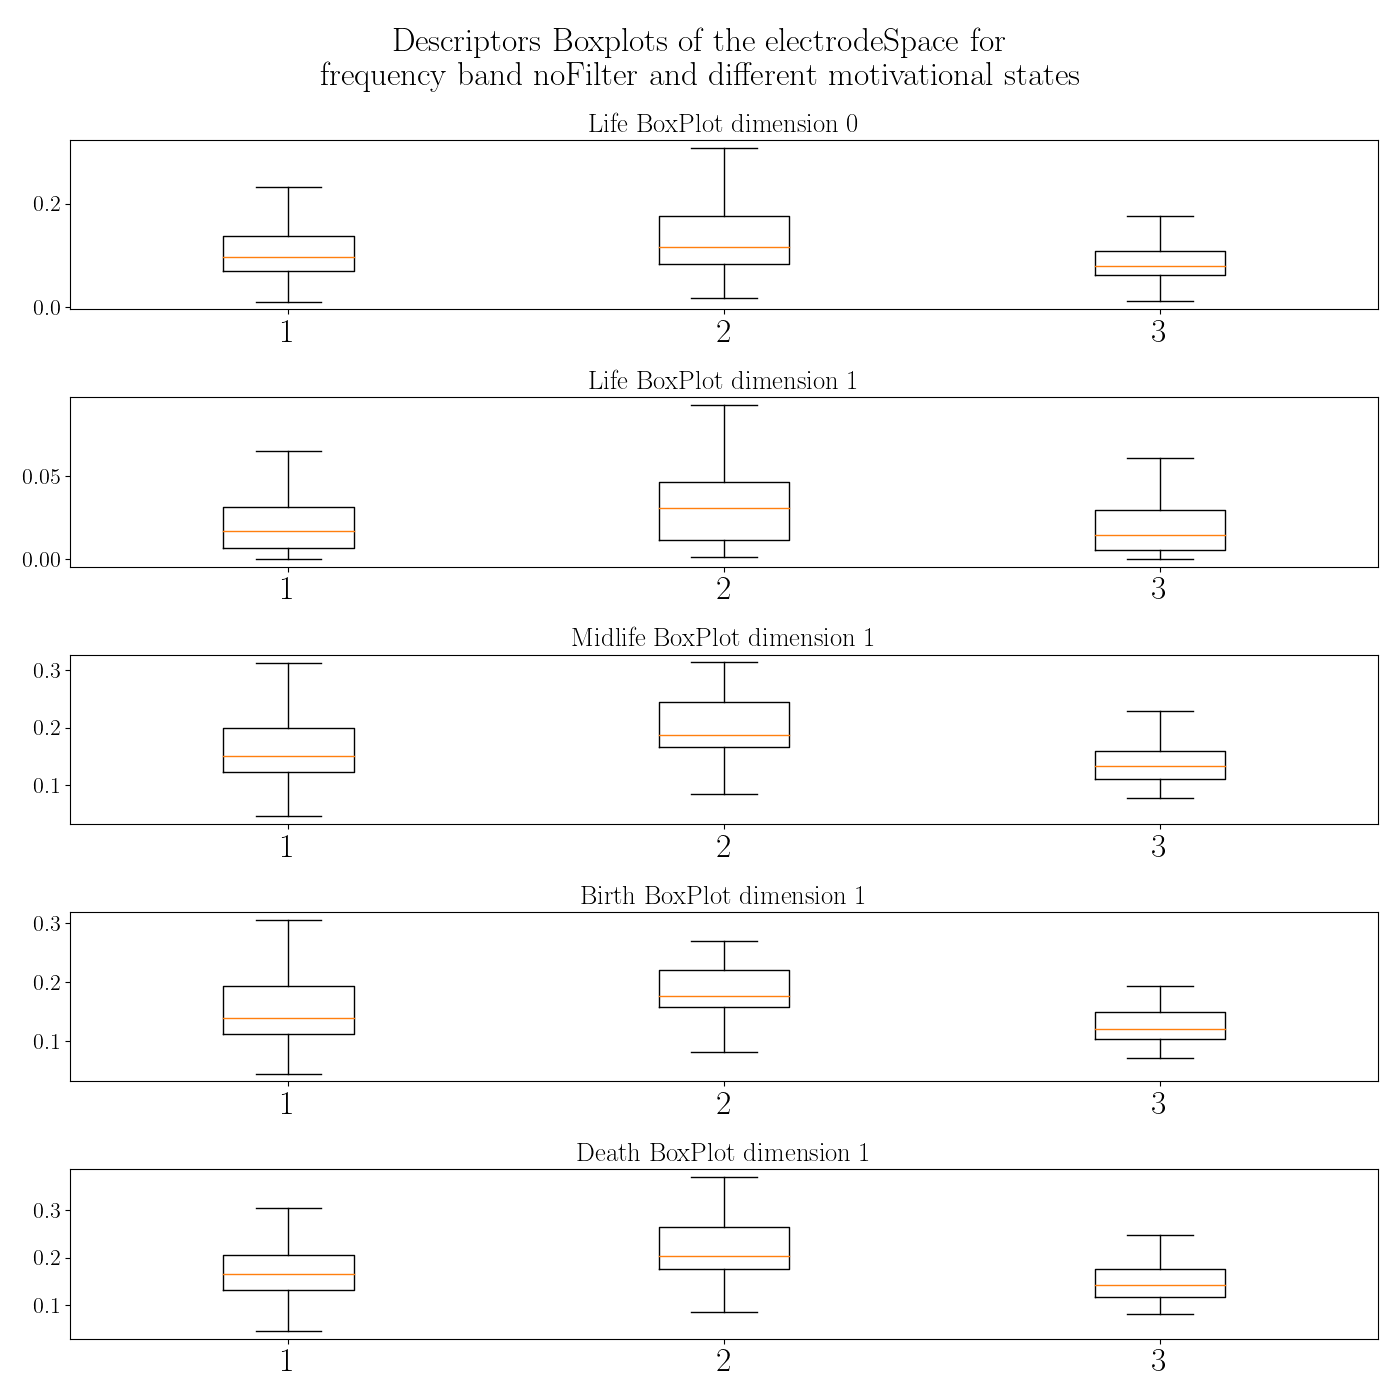 Descriptors Boxplots of the electrodeSpace for
frequency band noFilter and different motivational states
Life BoxPlot dimension 0
0.2
0.0
1 2 3
Life BoxPlot dimension 1
0.05
0.00
1 2 3
Midlife BoxPlot dimension 1
0.3
0.2
0.1
1 2 3
Birth BoxPlot dimension 1
0.3
0.2
0.1
1 2 3
Death BoxPlot dimension 1
0.3
0.2
0.1
1 2 3